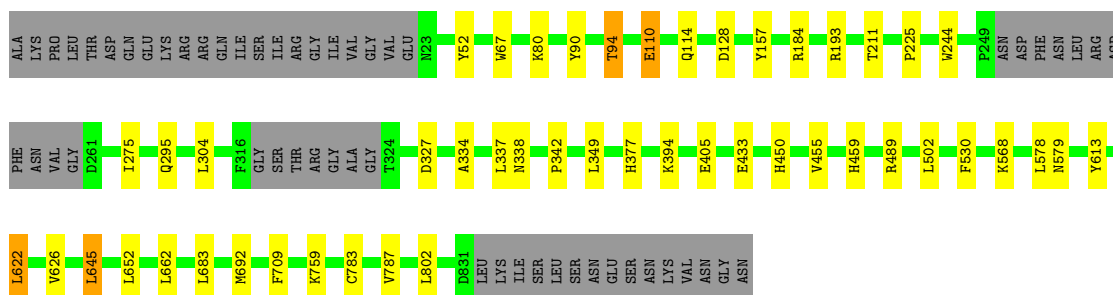 ALA LYS PRO LEU THR ASP GLN GLU LYS ARG ARG GLN ILE SER ILE ARG GLY ILE VAL GLY VAL GLU N23 Y52 W67 K80 Y90 T94 E110 Q114 D128 Y157 R184 R193 T211 P225 W244 P249 ASN ASP PHE ASN LEU ARG
PHE ASN VAL GLY D261 I275 Q295 L304 F316 GLY SER THR ARG GLY ALA GLY T324 D327 A334 L337 N338 P342 L349 H377 K394 E405 E433 H450 V455 H459 R489 L502 F530 K568 L578 N579 Y613
L622 V626 L645 L652 L662 L683 M692 F709 K759 C783 V787 L802 D831 LEU LYS ILE SER LEU SER ASN GLU SER ASN LYS VAL ASN GLY ASN